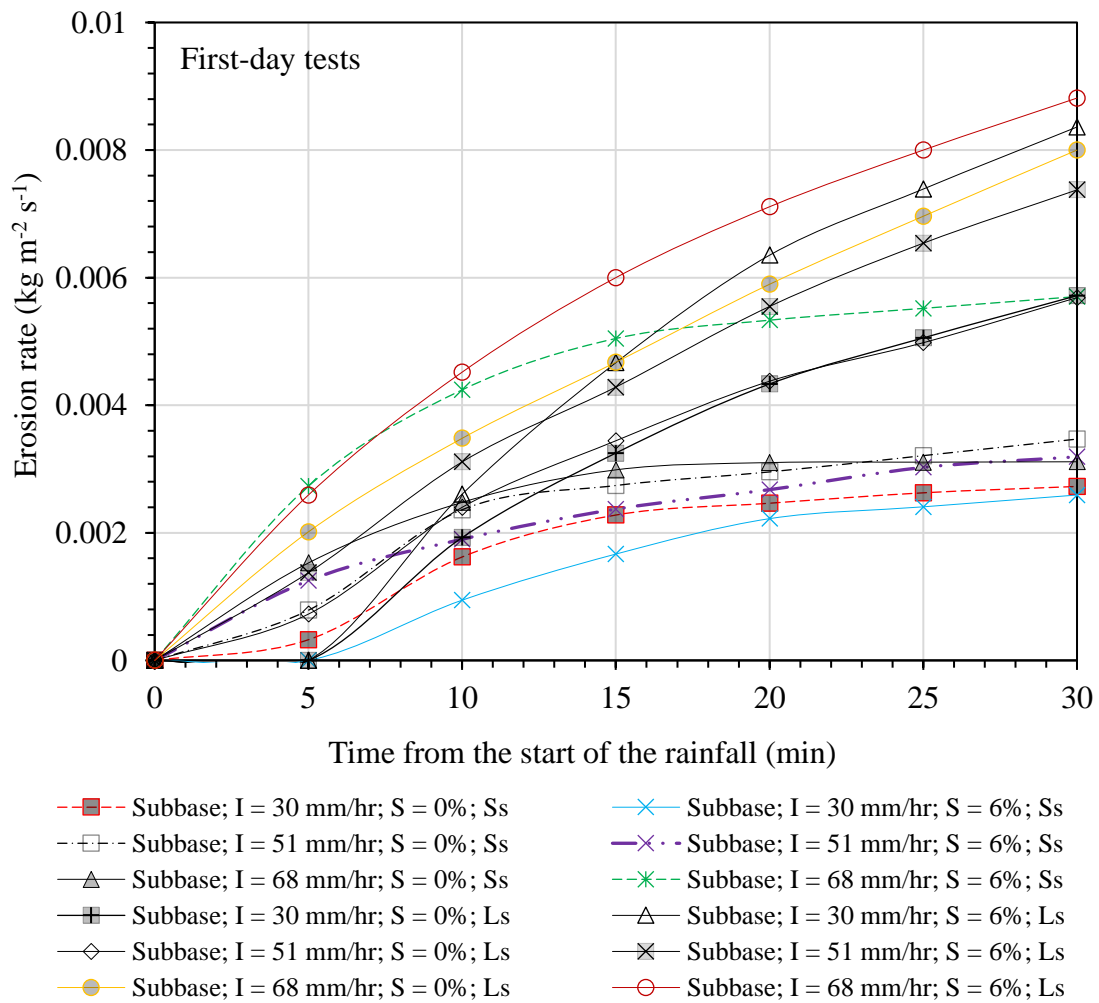 First-day tests
0.01
0.008
0.006
0.004
0.002
0
Erosion rate (kg m-2 s-1)
0 5 10 15 20 25 30
Time from the start of the rainfall (min)
Subbase; I = 30 mm/hr; S = 0%; Ss
Subbase; I = 51 mm/hr; S = 0%; Ss
Subbase; I = 68 mm/hr; S = 0%; Ss
Subbase; I = 30 mm/hr; S = 0%; Ls
Subbase; I = 51 mm/hr; S = 0%; Ls
Subbase; I = 68 mm/hr; S = 0%; Ls
Subbase; I = 30 mm/hr; S = 6%; Ss
Subbase; I = 51 mm/hr; S = 6%; Ss
Subbase; I = 68 mm/hr; S = 6%; Ss
Subbase; I = 30 mm/hr; S = 6%; Ls
Subbase; I = 51 mm/hr; S = 6%; Ls
Subbase; I = 68 mm/hr; S = 6%; Ls